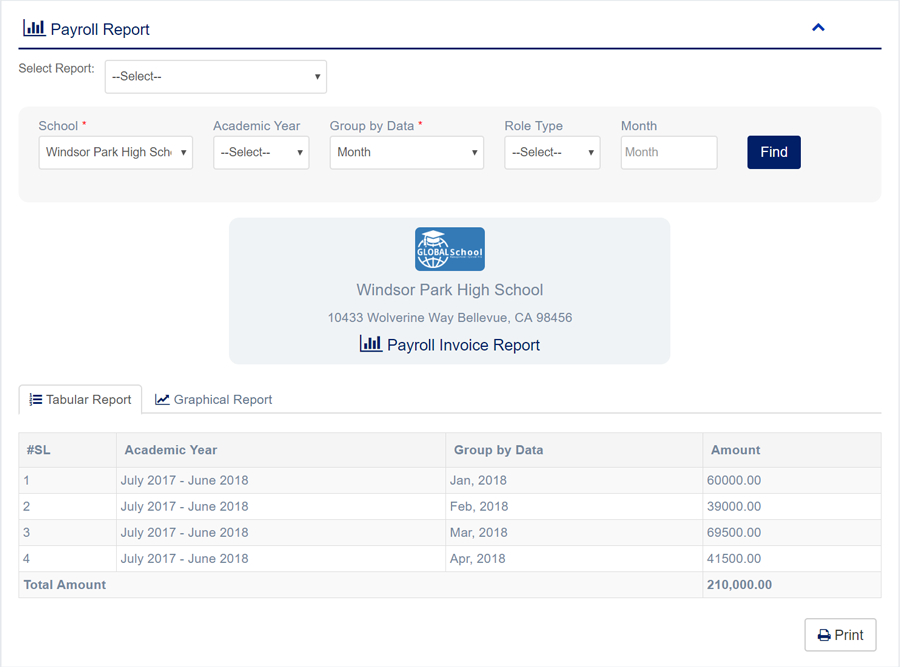 Payroll Report
Select Report: --Select--
School * Academic Year Group by Data * Role Type Month
Windsor Park High Sch --Select-- Month --Select-- Month Find
GLOBAL School
Windsor Park High School
10433 Wolverine Way Bellevue, CA 98456
Payroll Invoice Report
Tabular Report Graphical Report
#SL Academic Year Group by Data Amount
1 July 2017 - June 2018 Jan, 2018 60000.00
2 July 2017 - June 2018 Feb, 2018 39000.00
3 July 2017 - June 2018 Mar, 2018 69500.00
4 July 2017 - June 2018 Apr, 2018 41500.00
Total Amount 210,000.00
Print